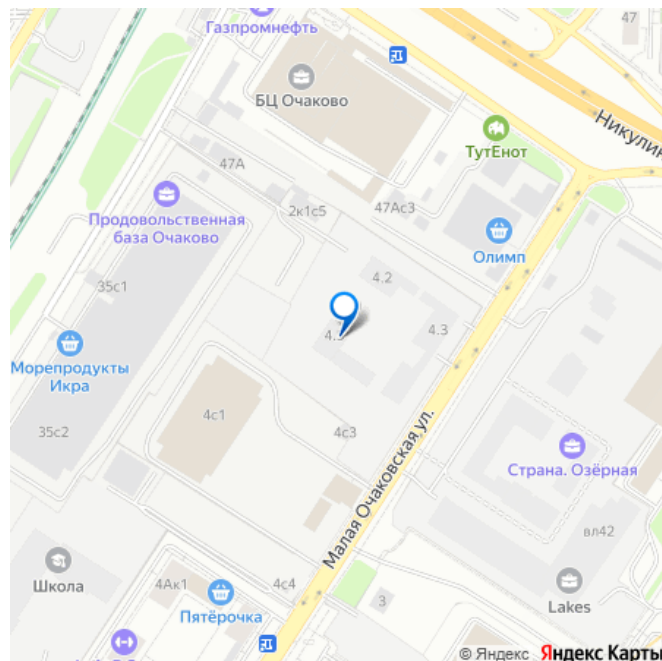 47
Газпромнефть
БЦ Очаково
Никулин
ТутЕнот
47А
Продовольственная
база Очаково
2к1с5
47Ас3
Олимп
4.2
35с1
4.3
Морепродукты
Икра
4с1
35с2
4с3
Малая Очаковская ул.
Страна. Озёрная
вл42
Школа
4Ак1
Пятёрочка
4с4
3
Lakes
© Яндекс Яндекс Карты